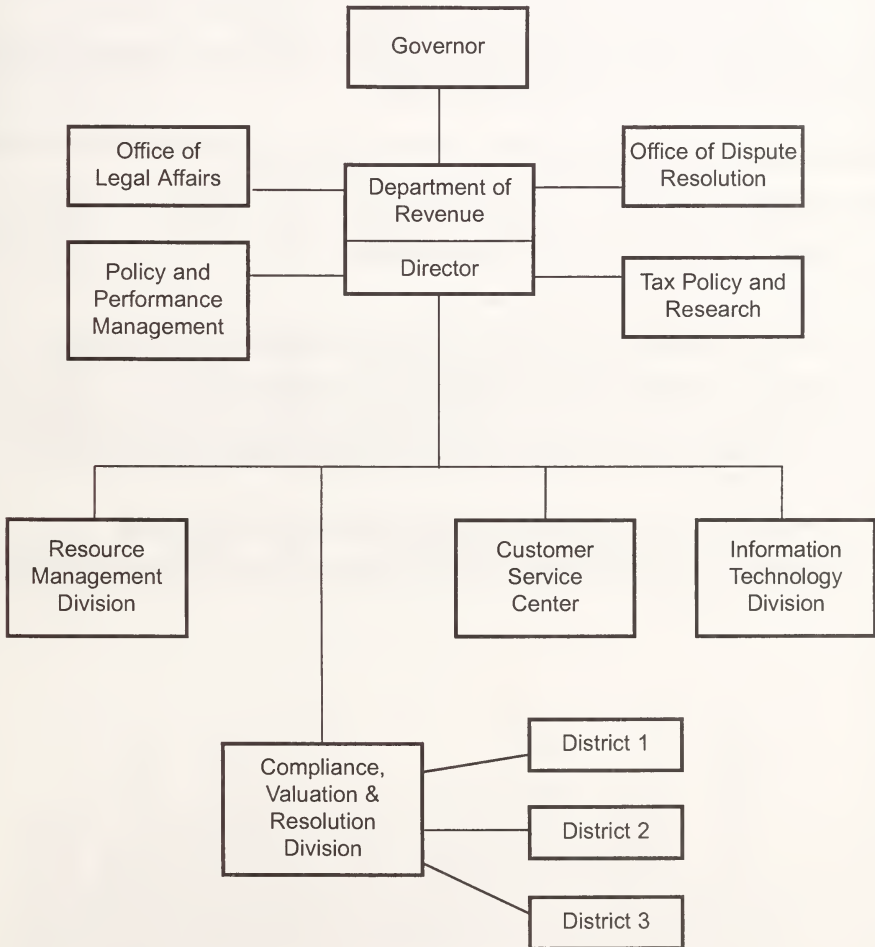 Governor
Office of
Legal Affairs
Department of
Revenue
Director
Office of Dispute
Resolution
Policy and
Performance
Management
Tax Policy and
Research
Resource
Management
Division
Customer
Service
Center
Information
Technology
Division
Compliance,
Valuation &
Resolution
Division
District 1
District 2
District 3